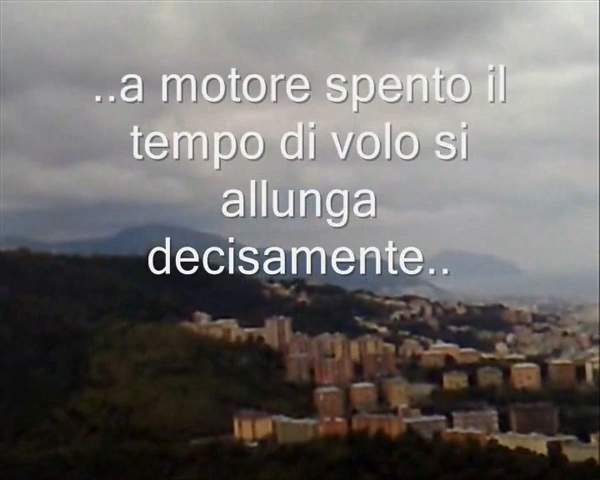 ..a motore spento il
tempo di volo si
allunga
decisamente..